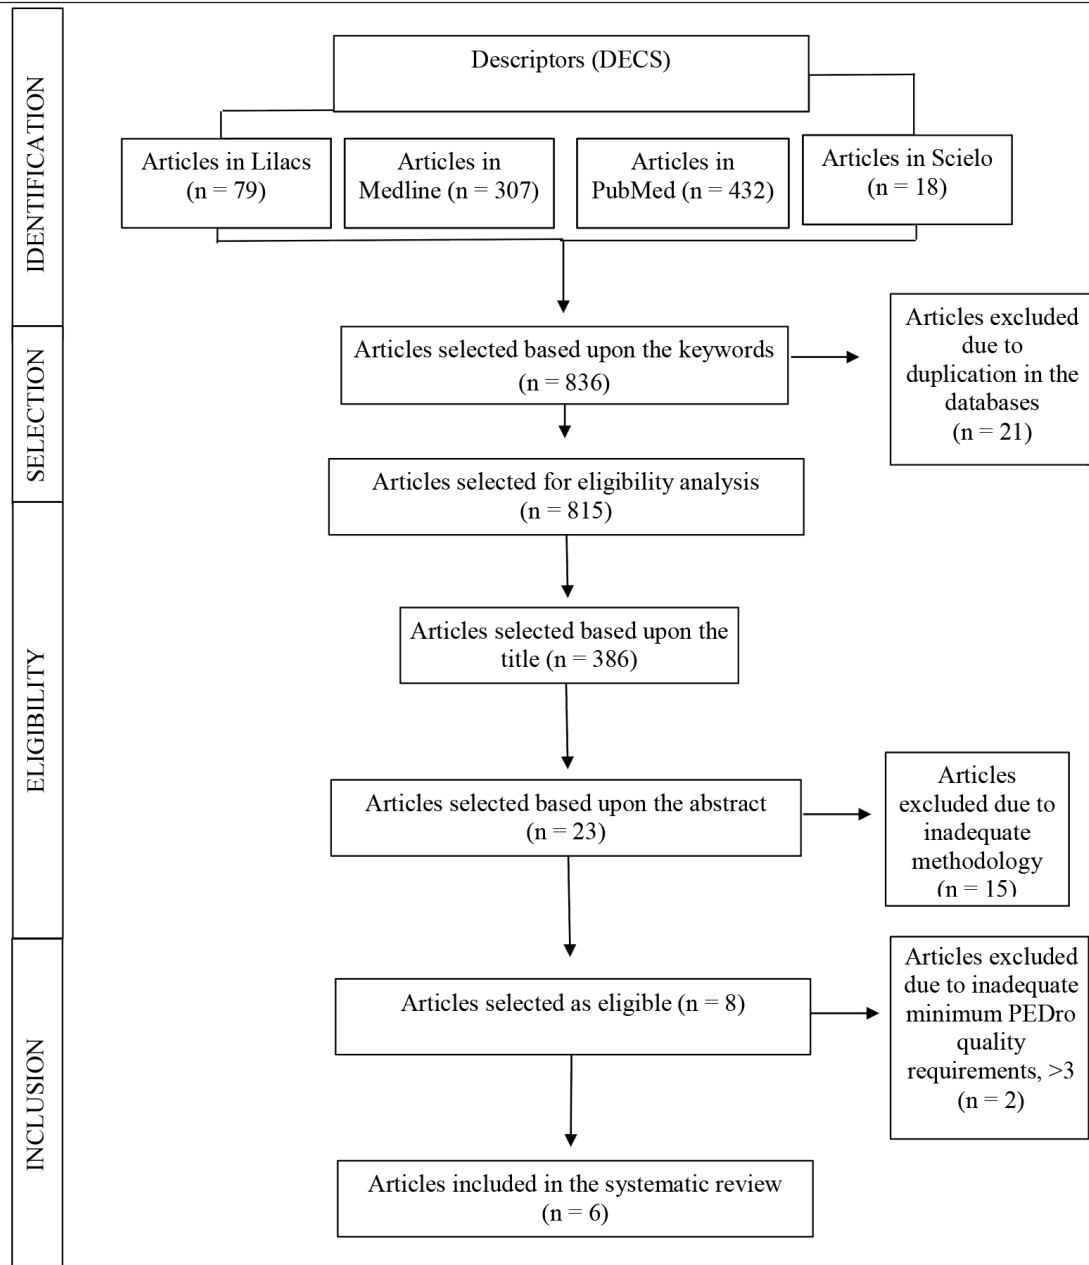 IDENTIFICATION
Descriptors (DECS)
Articles in Lilacs
(n = 79)
Articles in
Medline (n = 307)
Articles in
PubMed (n = 432)
Articles in Scielo
(n = 18)
SELECTION
Articles selected based upon the keywords
(n = 836)
Articles excluded
due to
duplication in the
databases
(n = 21)
Articles selected for eligibility analysis
(n = 815)
ELIGIBILITY
Articles selected based upon the
title (n = 386)
Articles selected based upon the abstract
(n = 23)
Articles
excluded due to
inadequate
methodology
(n = 15)
INCLUSION
Articles selected as eligible (n = 8)
Articles excluded
due to inadequate
minimum PEDro
quality
requirements, >3
(n = 2)
Articles included in the systematic review
(n = 6)